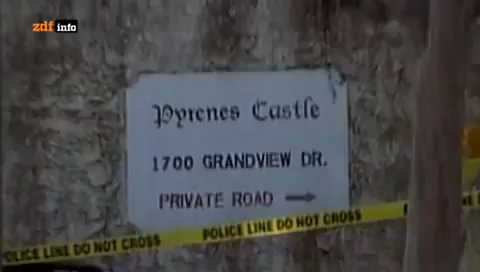 zdf info
Pyrenes Castle
1700 GRANDVIEW DR.
PRIVATE ROAD →
POLICE LINE DO NOT CROSS POLICE LINE DO NOT CROSS